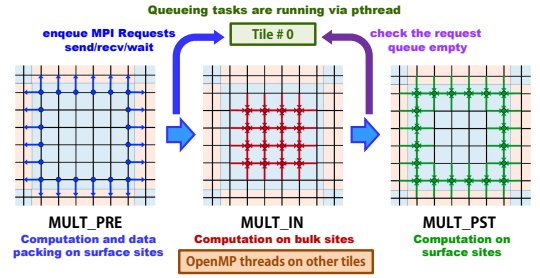 Queueing tasks are running via pthread
enqeue MPI Requests
send/recv/wait
Tile # 0
check the request
queue empty
MULT_PRE
MULT_IN
MULT_PST
Computation and data
packing on surface sites
Computation on bulk sites
Computation on
surface sites
OpenMP threads on other tiles